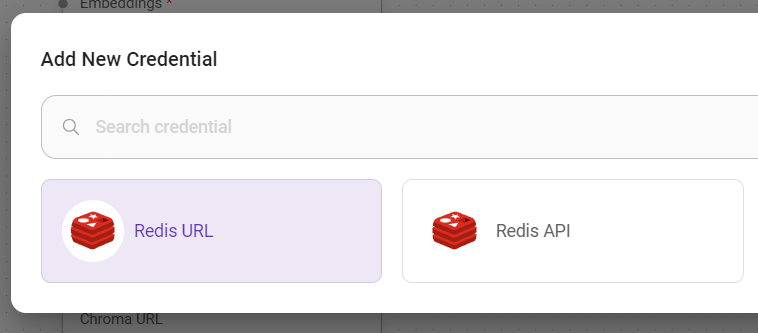 Embeddings *
Add New Credential
Search credential
Redis URL
Redis API
Chroma URL